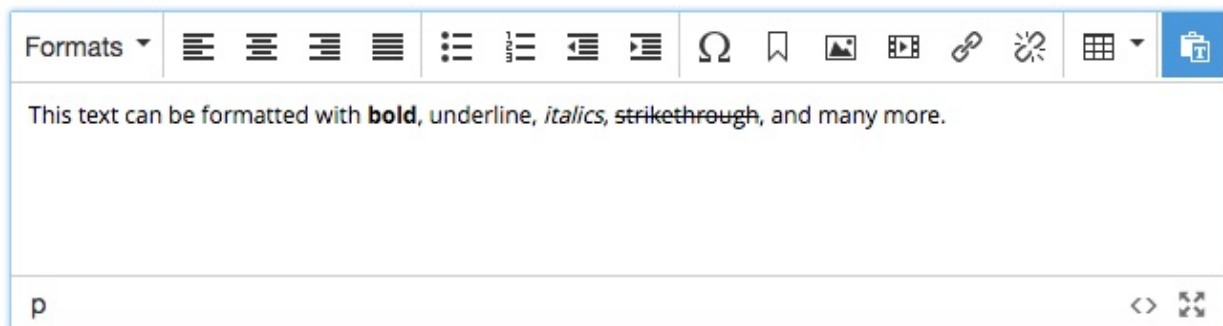 Formats
This text can be formatted with bold, underline, italics, strikethrough, and many more.
p